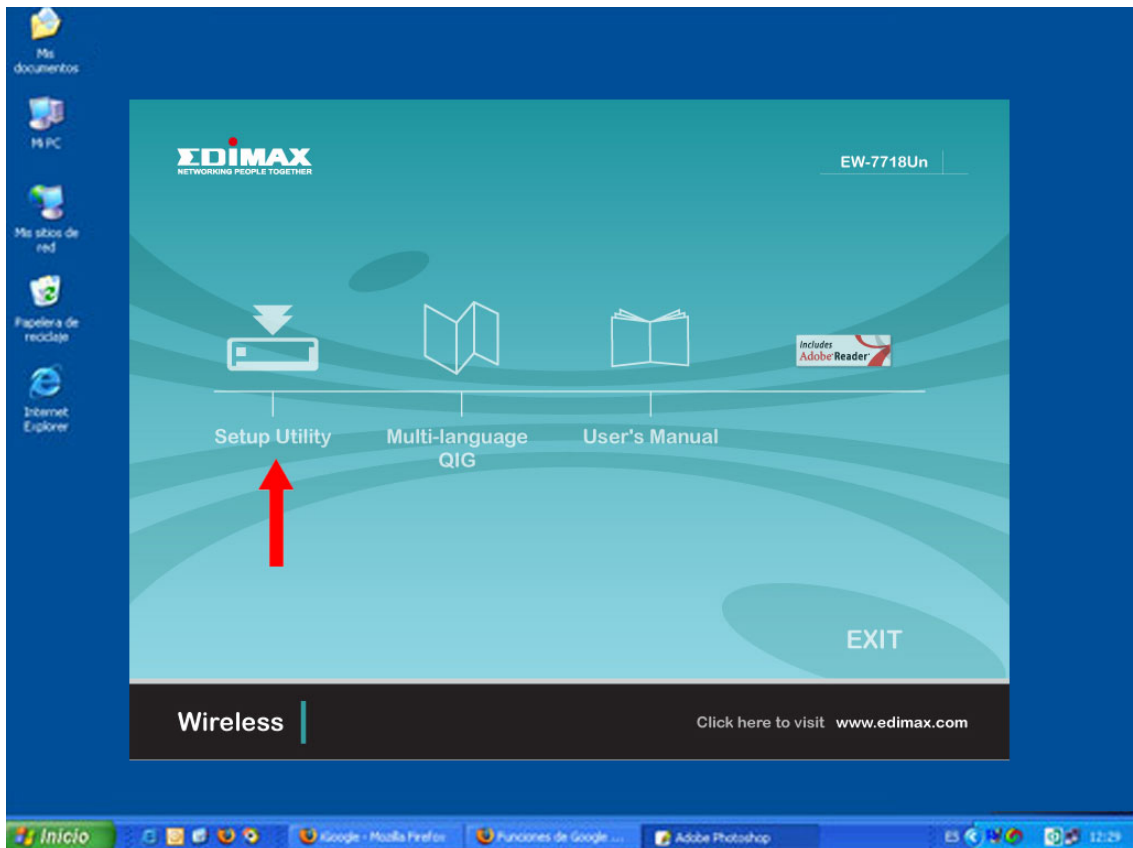 Mis
documentos
Mi PC
Mis sitios de
red
Papelera de
reciclaje
Internet
Explorer
EDIMAX
NETWORKING PEOPLE TOGETHER
EW-7718Un
Includes
Adobe Reader
Setup Utility
Multi-language
QIG
User's Manual
EXIT
Wireless
Click here to visit www.edimax.com
Inicio
iGoogle - Mozilla Firefox
Funciones de Google ...
Adobe Photoshop
ES
12:29